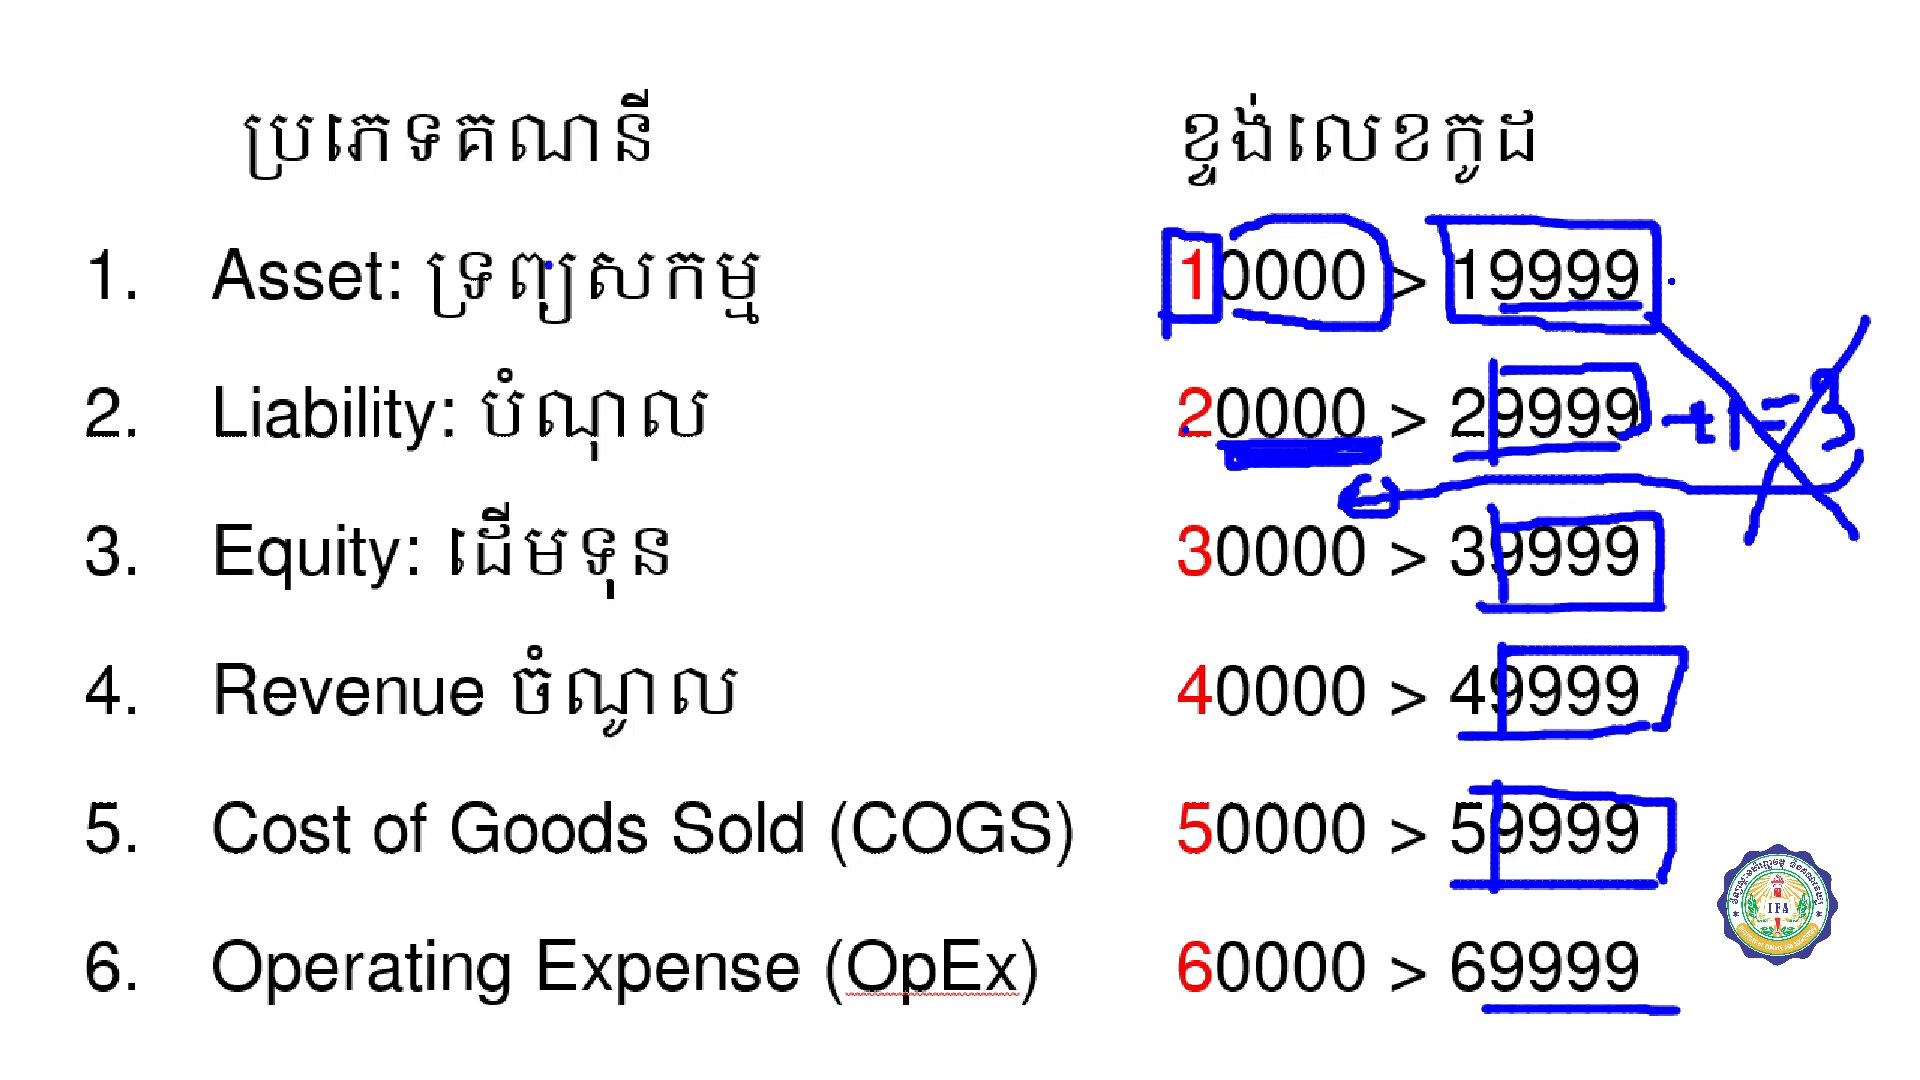 ប្រភេទគណនី ខ្ទង់លេខកូដ
1. Asset: ទ្រព្យសកម្ម 10000 > 19999
2. Liability: បំណុល 20000 > 29999 +1 = 3
3. Equity: ដើមទុន 30000 > 39999
4. Revenue ចំណូល 40000 > 49999
5. Cost of Goods Sold (COGS) 50000 > 59999
6. Operating Expense (OpEx) 60000 > 69999
IFA